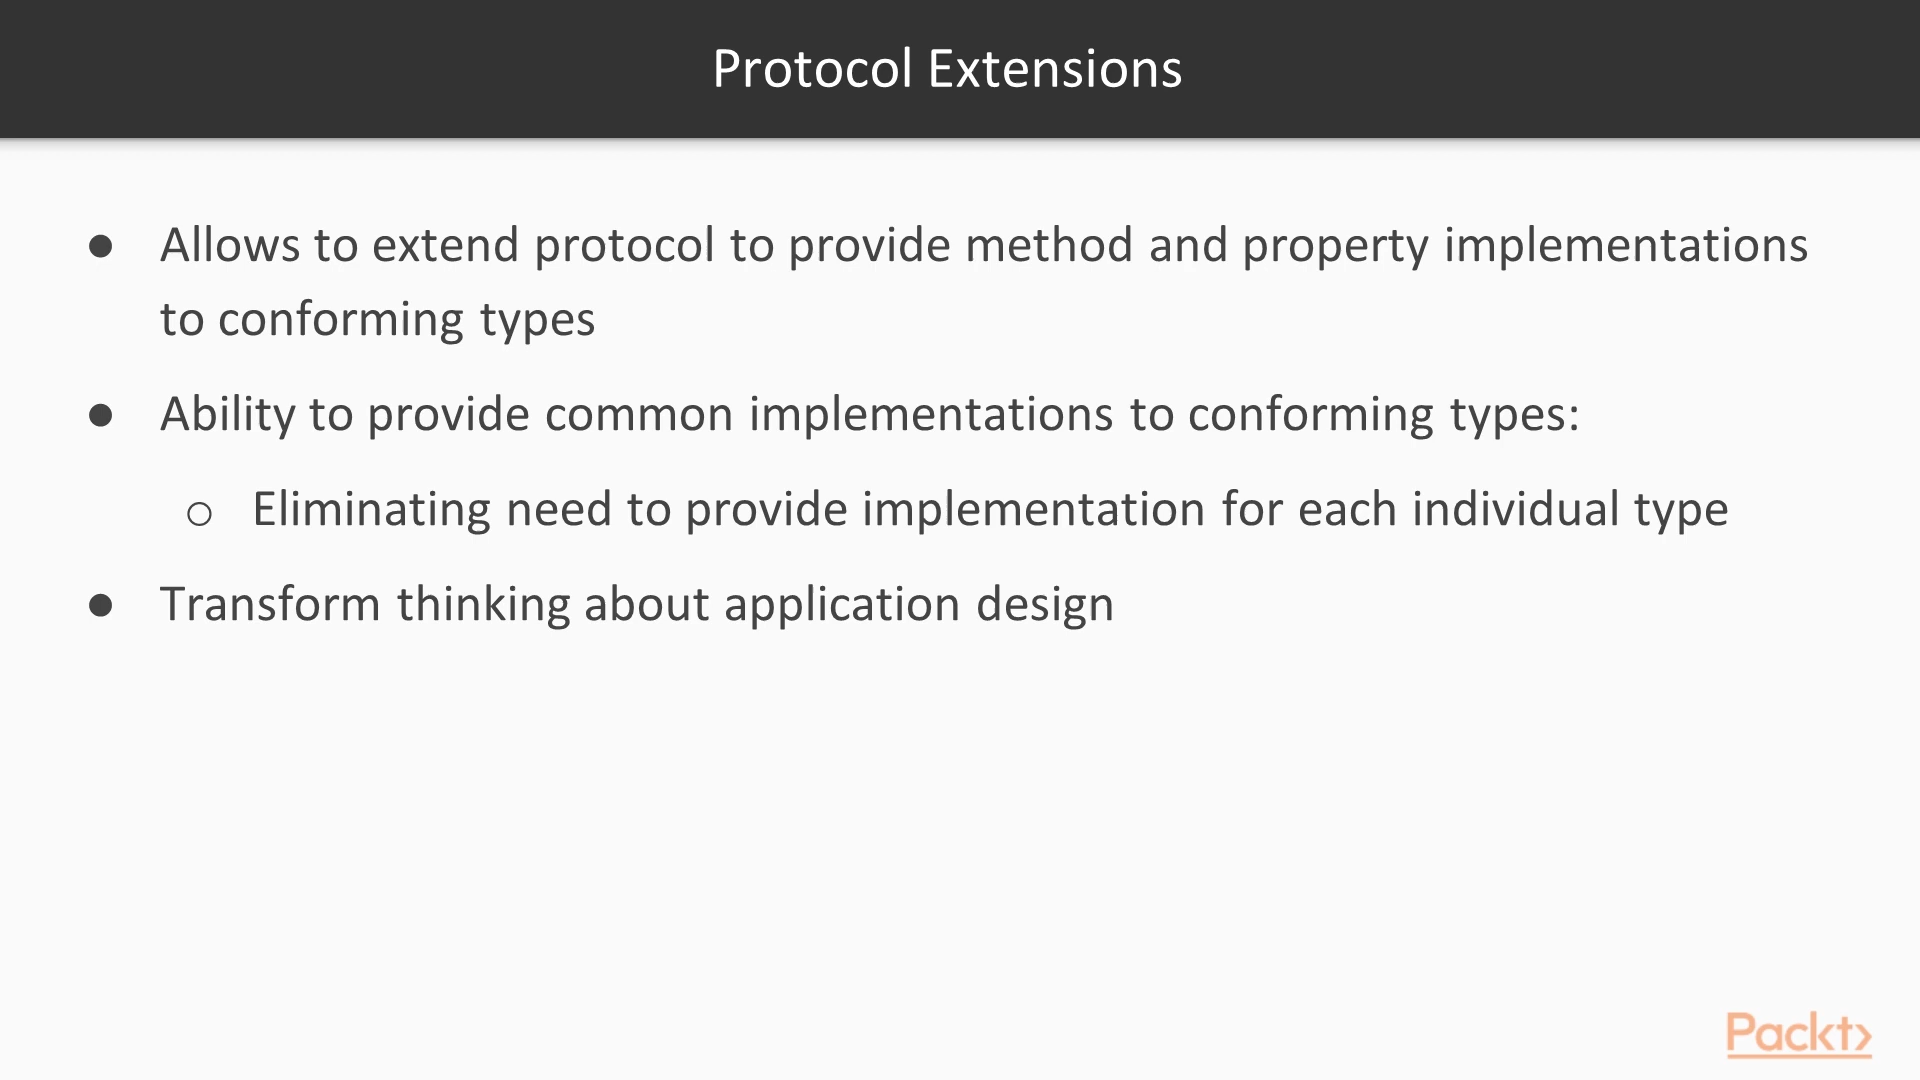 Protocol Extensions
● Allows to extend protocol to provide method and property implementations
to conforming types
● Ability to provide common implementations to conforming types:
○ Eliminating need to provide implementation for each individual type
● Transform thinking about application design
Packt>